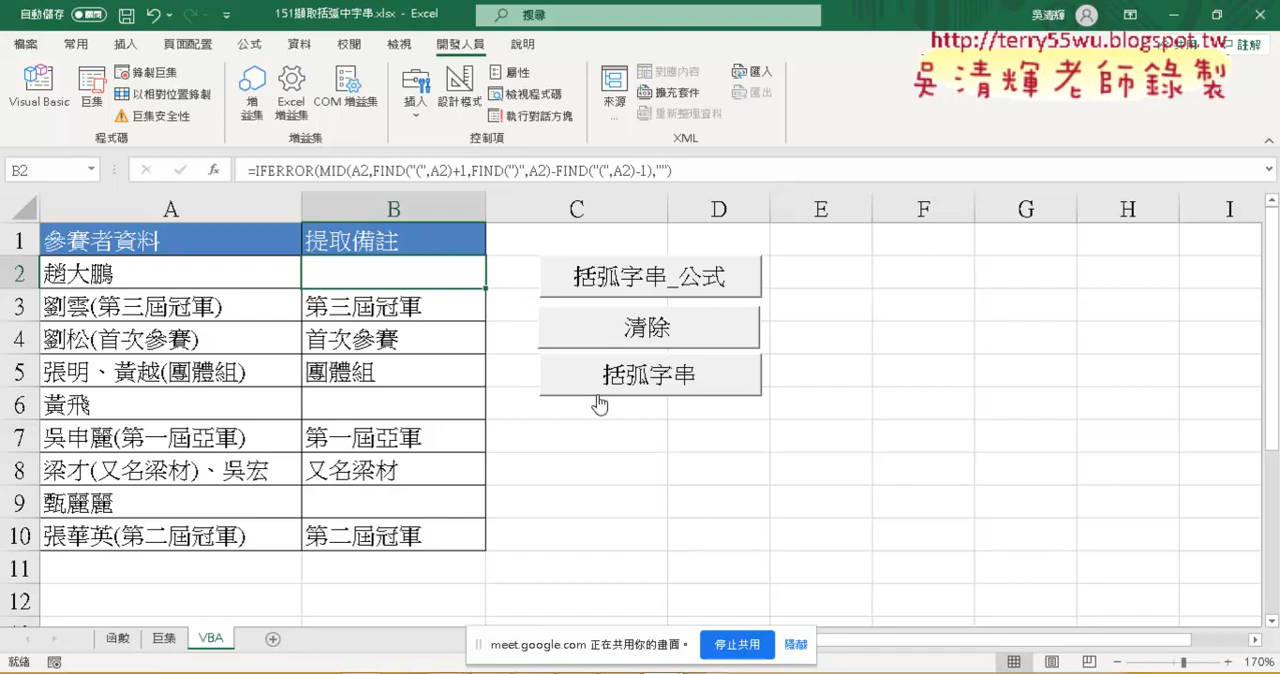 自動儲存
151擷取括弧中字串.xlsx - Excel
搜尋
吳清輝
http://terry55wu.blogspot.tw
吳清輝老師錄製
檔案 常用 插入 頁面配置 公式 資料 校閱 檢視 開發人員 說明
註解
Visual Basic
巨集
錄製巨集
以相對位置錄製
巨集安全性
程式碼
增益集
Excel 增益集
COM 增益集
增益集
插入
設計模式
屬性
檢視程式碼
執行對話方塊
控制項
來源
對應內容
擴充套件
重新整理資料
匯入
匯出
XML
B2
=IFERROR(MID(A2,FIND("(",A2)+1,FIND(")",A2)-FIND("(",A2)-1),"")
A B C D E F G H I
1 參賽者資料 提取備註
2 趙大鵬
3 劉雲(第三屆冠軍) 第三屆冠軍
4 劉松(首次參賽) 首次參賽
5 張明、黃越(團體組) 團體組
6 黃飛
7 吳申麗(第一屆亞軍) 第一屆亞軍
8 梁才(又名梁材)、吳宏 又名梁材
9 甄麗麗
10 張華英(第二屆冠軍) 第二屆冠軍
11
12
括弧字串_公式
清除
括弧字串
函數 巨集 VBA
meet.google.com 正在共用你的畫面。 停止共用 隱藏
就緒
170%